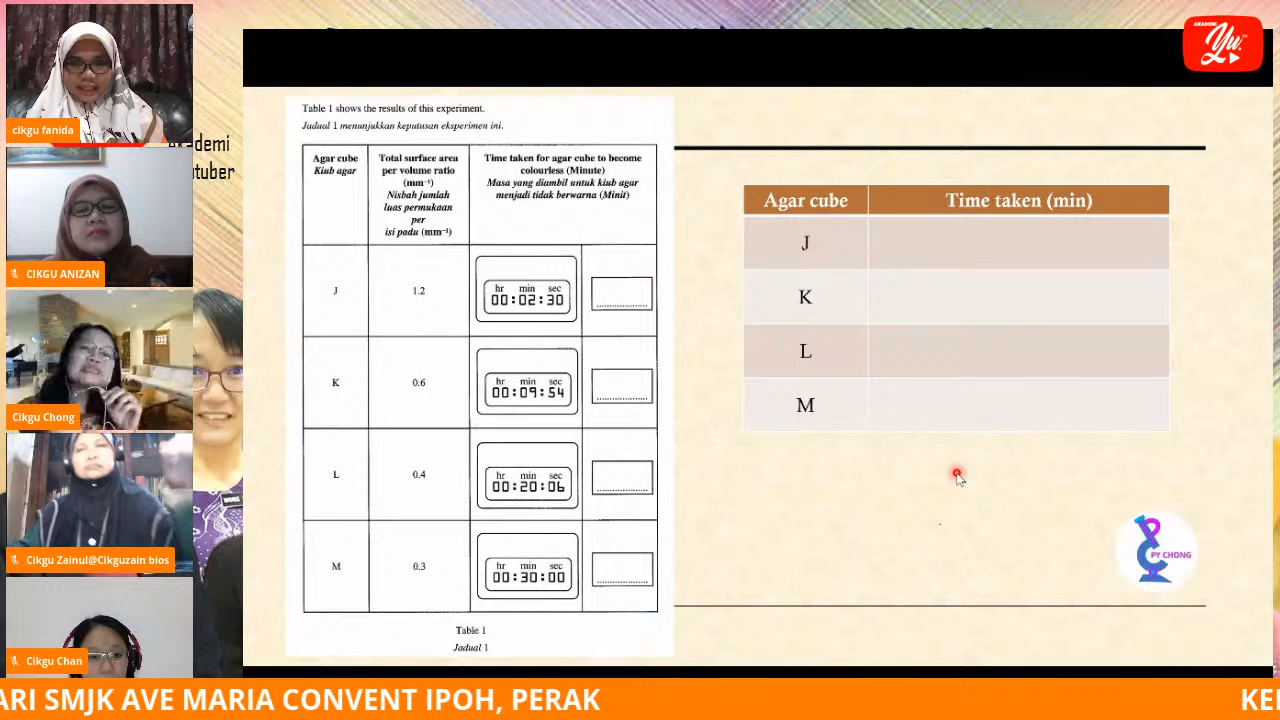 cikgu fanida
CIKGU ANIZAN
Cikgu Chong
Cikgu Zainul@Cikguzain bios
Cikgu Chan
AKADEMI
Yu.
Table 1 shows the results of this experiment.
Jadual 1 menunjukkan keputusan eksperimen ini.
Agar cube
Kiub agar
Total surface area
per volume ratio
(mm⁻¹)
Nisbah jumlah
luas permukaan
per
isi padu (mm⁻¹)
Time taken for agar cube to become
colourless (Minute)
Masa yang diambil untuk kiub agar
menjadi tidak berwarna (Minit)
J
1.2
hr min sec
00:02:30
K
0.6
hr min sec
00:09:54
L
0.4
hr min sec
00:20:06
M
0.3
hr min sec
00:30:00
Table 1
Jadual 1
Agar cube Time taken (min)
J
K
L
M
PY CHONG
ARI SMJK AVE MARIA CONVENT IPOH, PERAK